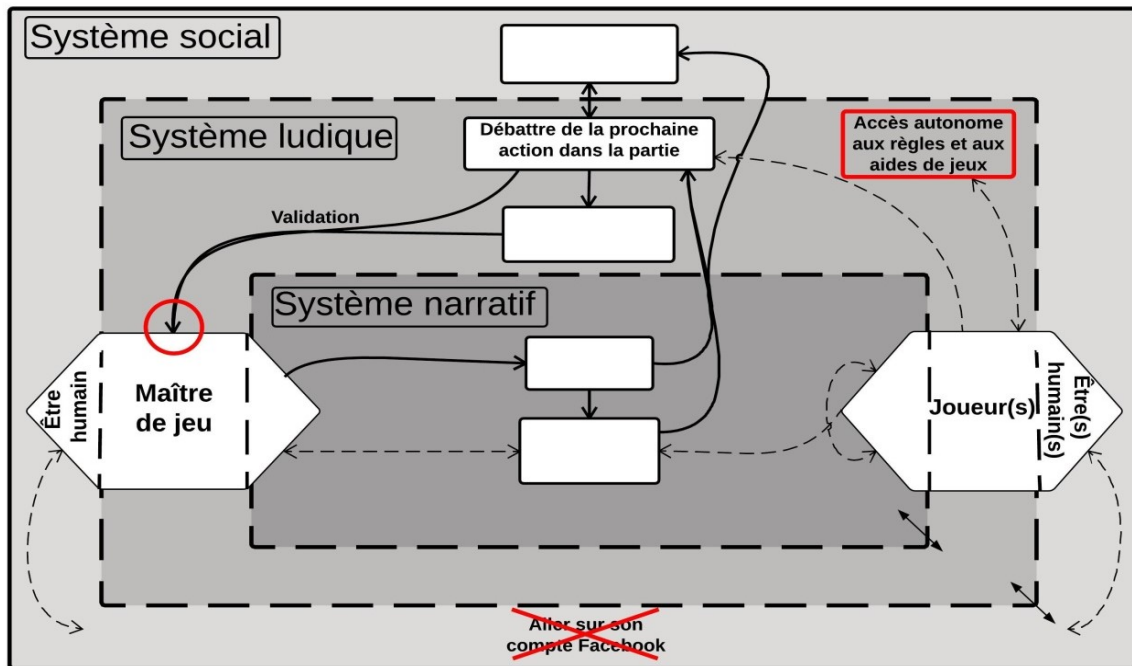 Système social
Système ludique
Débattre de la prochaine
action dans la partie
Accès autonome
aux règles et aux
aides de jeux
Validation
Système narratif
Être
humain
Maître
de jeu
Joueur(s)
Être(s)
humain(s)
Aller sur son
compte Facebook